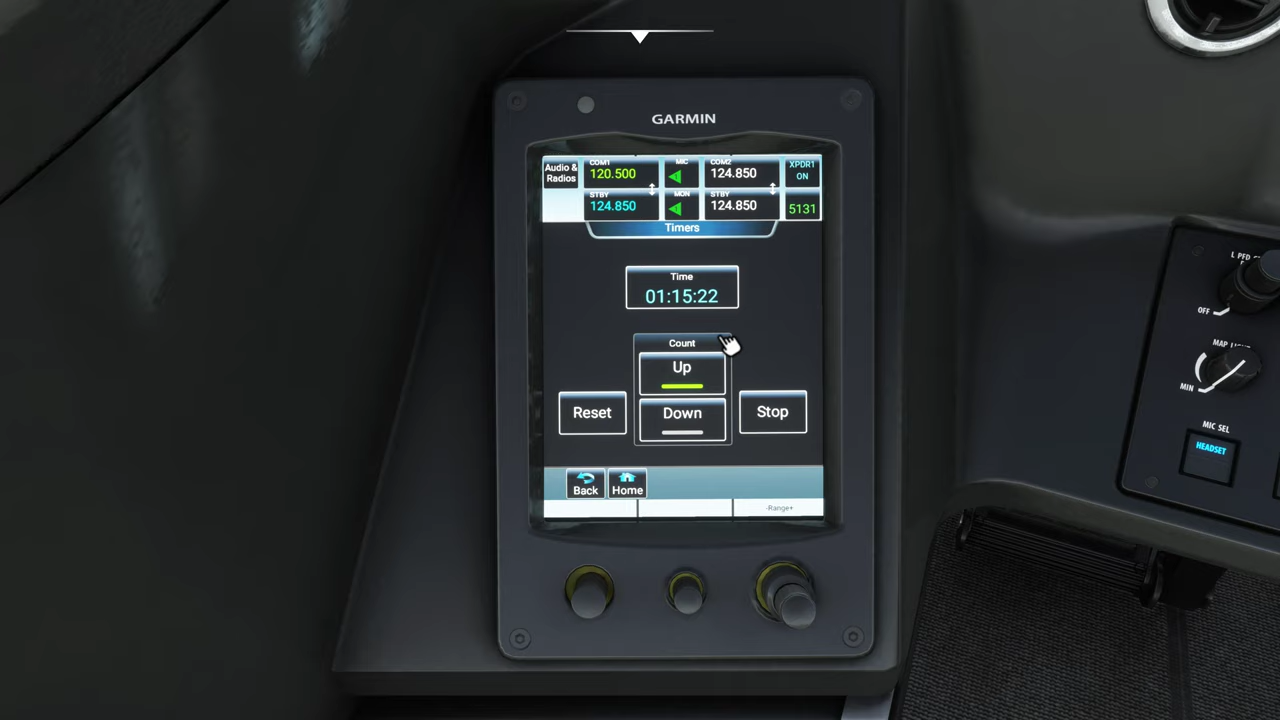 GARMIN
Audio & Radios
COM1
120.500
MIC
COM2
124.850
XPDR1
ON
STBY
124.850
MON
STBY
124.850
5131
Timers
Time
01:15:22
Count
Up
Reset
Down
Stop
Back
Home
-Range+
OFF
MIN
MIC SEL
HEADSET